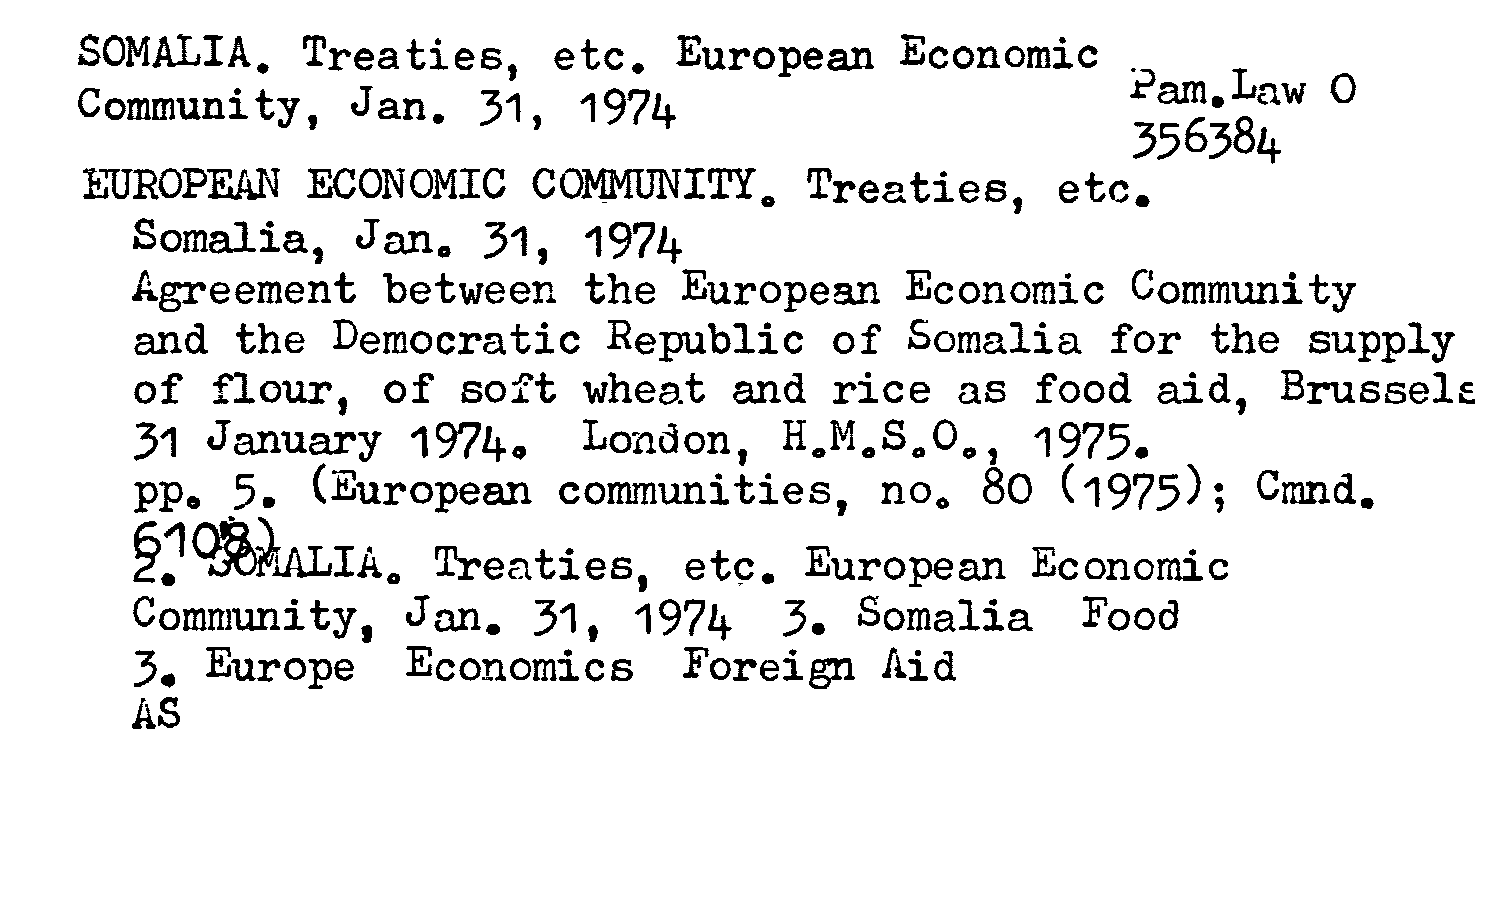 SOMALIA. Treaties, etc. European Economic
Community, Jan. 31, 1974
Pam.Law O
356384
EUROPEAN ECONOMIC COMMUNITY. Treaties, etc.
Somalia, Jan. 31, 1974
Agreement between the European Economic Community
and the Democratic Republic of Somalia for the supply
of flour, of soft wheat and rice as food aid, Brussels
31 January 1974. London, H.M.S.O., 1975.
pp. 5. (European communities, no. 80 (1975); Cmnd.
6108)
2. SOMALIA. Treaties, etc. European Economic
Community, Jan. 31, 1974 3. Somalia Food
3. Europe Economics Foreign Aid
AS